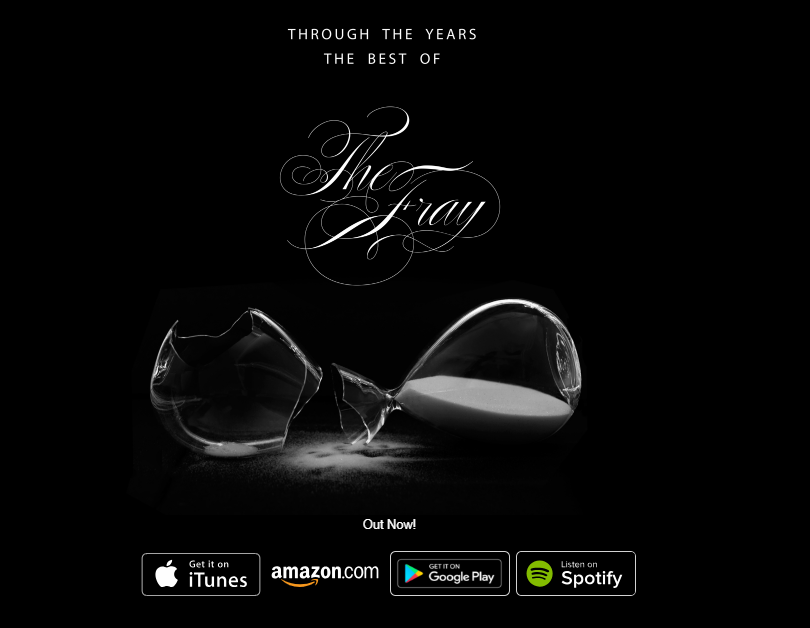 THROUGH THE YEARS
THE BEST OF
The
Fray
Out Now!
Get it on
iTunes
amazon.com
GET IT ON
Google Play
Listen on
Spotify